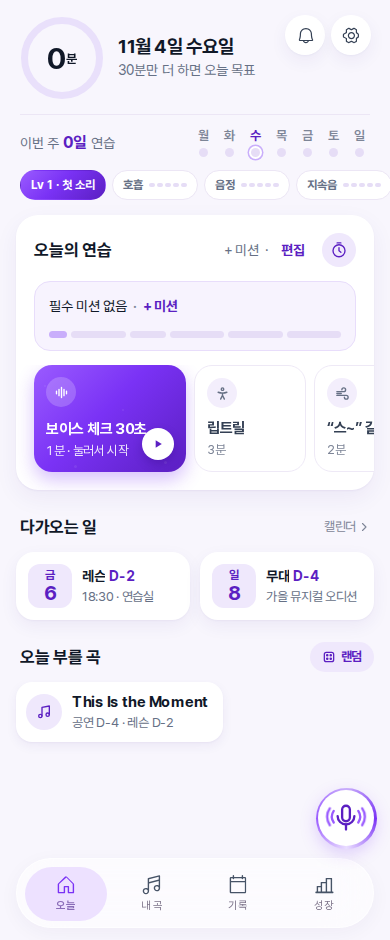 0분
11월 4일 수요일
30분만 더 하면 오늘 목표
이번 주 0일 연습
월 화 수 목 금 토 일
Lv 1 · 첫 소리
호흡
음정
지속음
오늘의 연습
+ 미션 · 편집
필수 미션 없음 · + 미션
보이스 체크 30초
1분 · 눌러서 시작
립트릴
3분
“스~” 길
2분
다가오는 일
캘린더 >
금
6
레슨 D-2
18:30 · 연습실
일
8
무대 D-4
가을 뮤지컬 오디션
오늘 부를 곡
랜덤
This Is the Moment
공연 D-4 · 레슨 D-2
오늘
내 곡
기록
성장